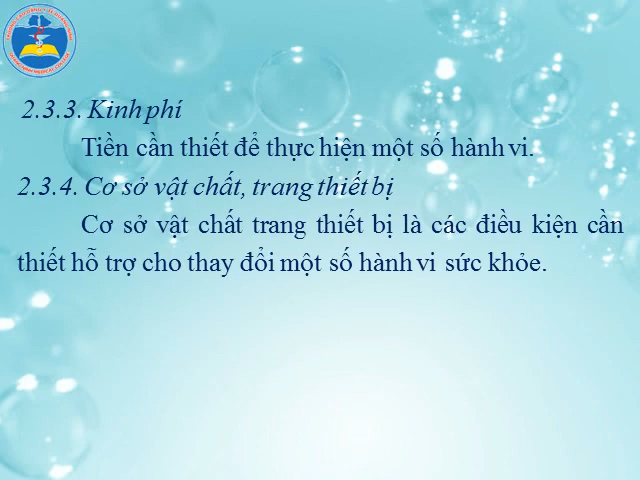 2.3.3. Kinh phí
Tiền cần thiết để thực hiện một số hành vi.
2.3.4. Cơ sở vật chất, trang thiết bị
Cơ sở vật chất trang thiết bị là các điều kiện cần
thiết hỗ trợ cho thay đổi một số hành vi sức khỏe.